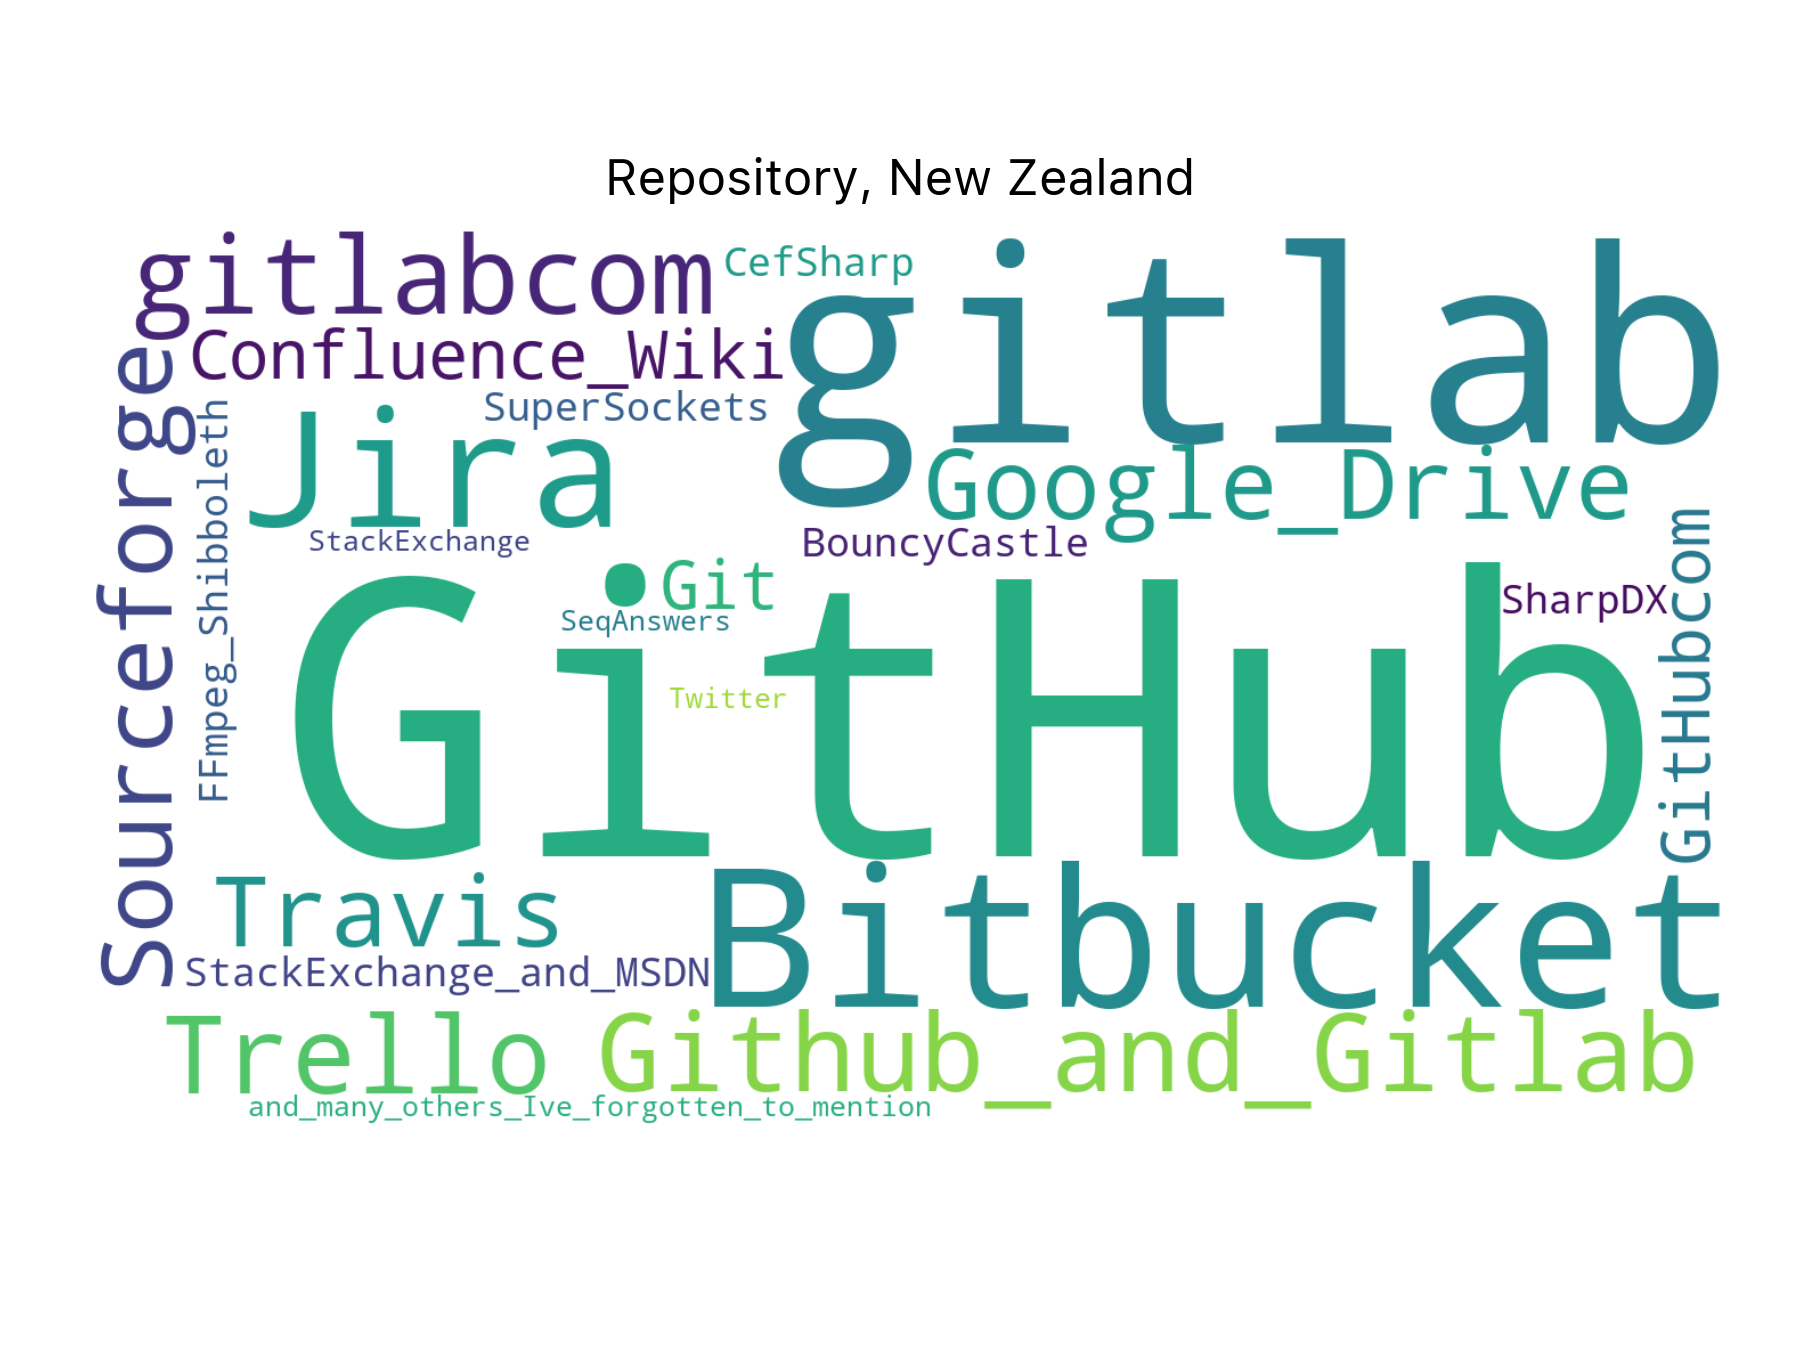 Repository, New Zealand
gitlabcom
CefSharp
gitlab
Confluence_Wiki
Sourceforge
FFmpeg_Shibboleth
SuperSockets
Jira
Google_Drive
StackExchange
BouncyCastle
Git
SharpDX
GitHubcom
SeqAnswers
GitHub
Twitter
Travis
Bitbucket
StackExchange_and_MSDN
Trello
Github_and_Gitlab
and_many_others_Ive_forgotten_to_mention